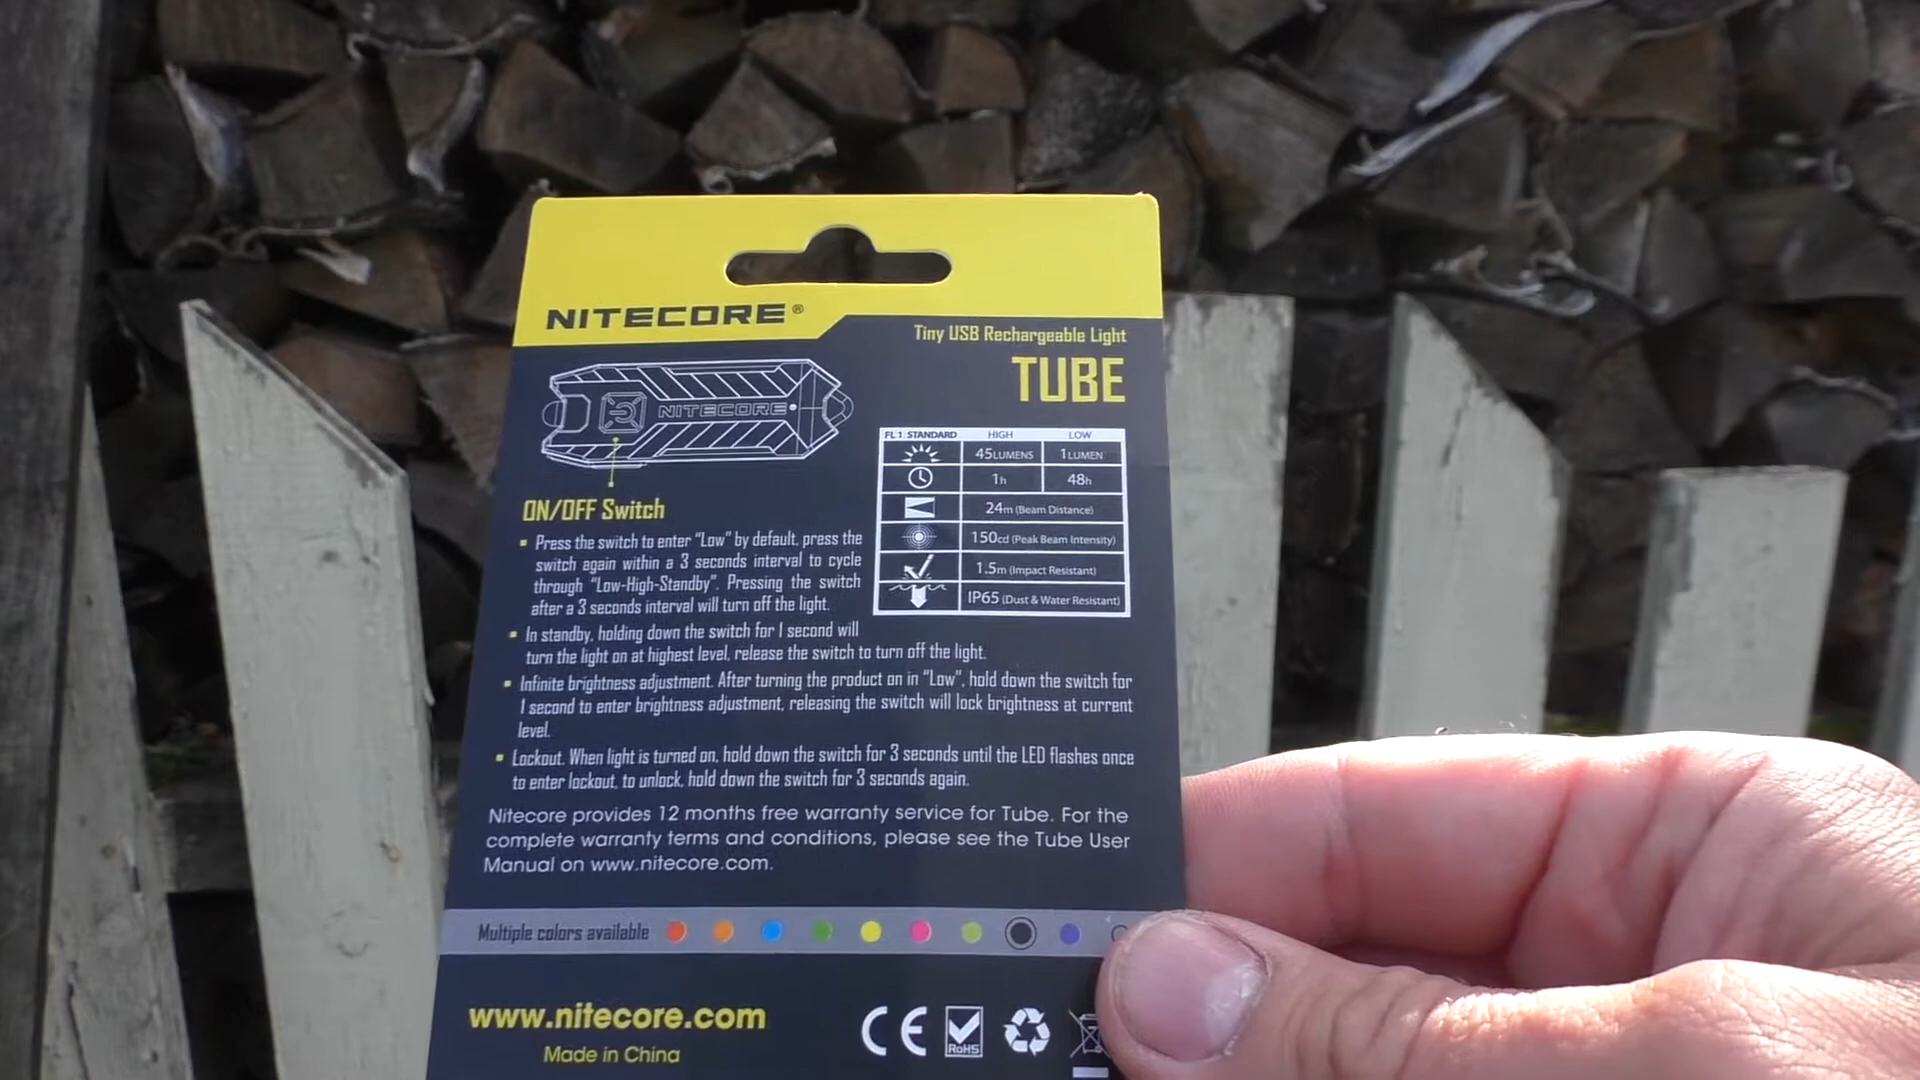 NITECORE®
Tiny USB Rechargeable Light
TUBE
NITECORE
FL 1 STANDARD HIGH LOW
45LUMENS 1LUMEN
1h 48h
24m (Beam Distance)
150cd (Peak Beam Intensity)
1.5m (Impact Resistant)
IP65 (Dust & Water Resistant)
ON/OFF Switch
Press the switch to enter "Low" by default, press the
switch again within a 3 seconds interval to cycle
through "Low-High-Standby". Pressing the switch
after a 3 seconds interval will turn off the light.
In standby, holding down the switch for 1 second will
turn the light on at highest level, release the switch to turn off the light.
Infinite brightness adjustment. After turning the product on in "Low", hold down the switch for
1 second to enter brightness adjustment, releasing the switch will lock brightness at current
level.
Lockout. When light is turned on, hold down the switch for 3 seconds until the LED flashes once
to enter lockout, to unlock, hold down the switch for 3 seconds again.
Nitecore provides 12 months free warranty service for Tube. For the
complete warranty terms and conditions, please see the Tube User
Manual on www.nitecore.com.
Multiple colors available
www.nitecore.com
CE RoHS
Made in China